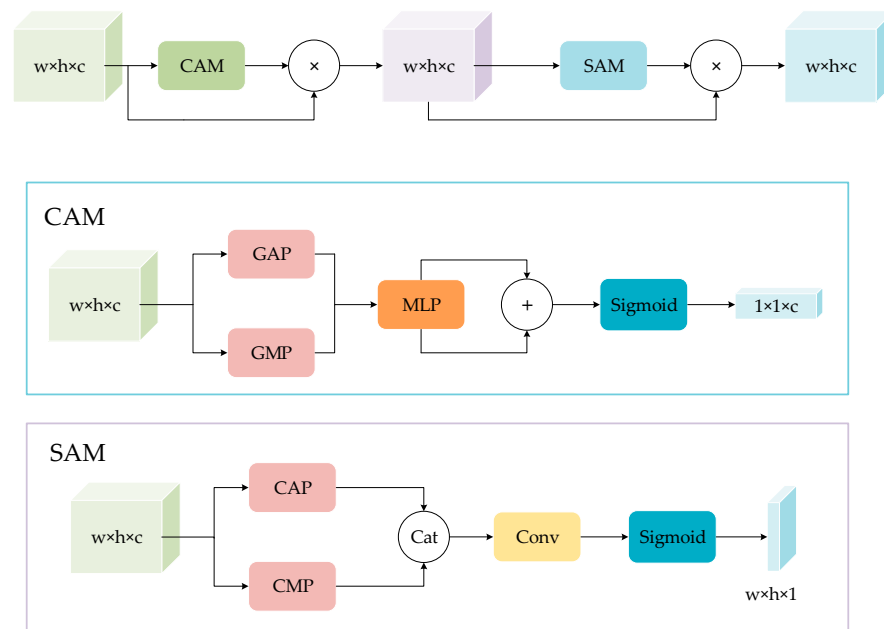 w×h×c
CAM
×
w×h×c
SAM
×
w×h×c
CAM
w×h×c
GAP
GMP
MLP
+
Sigmoid
1×1×c
SAM
w×h×c
CAP
CMP
Cat
Conv
Sigmoid
w×h×1